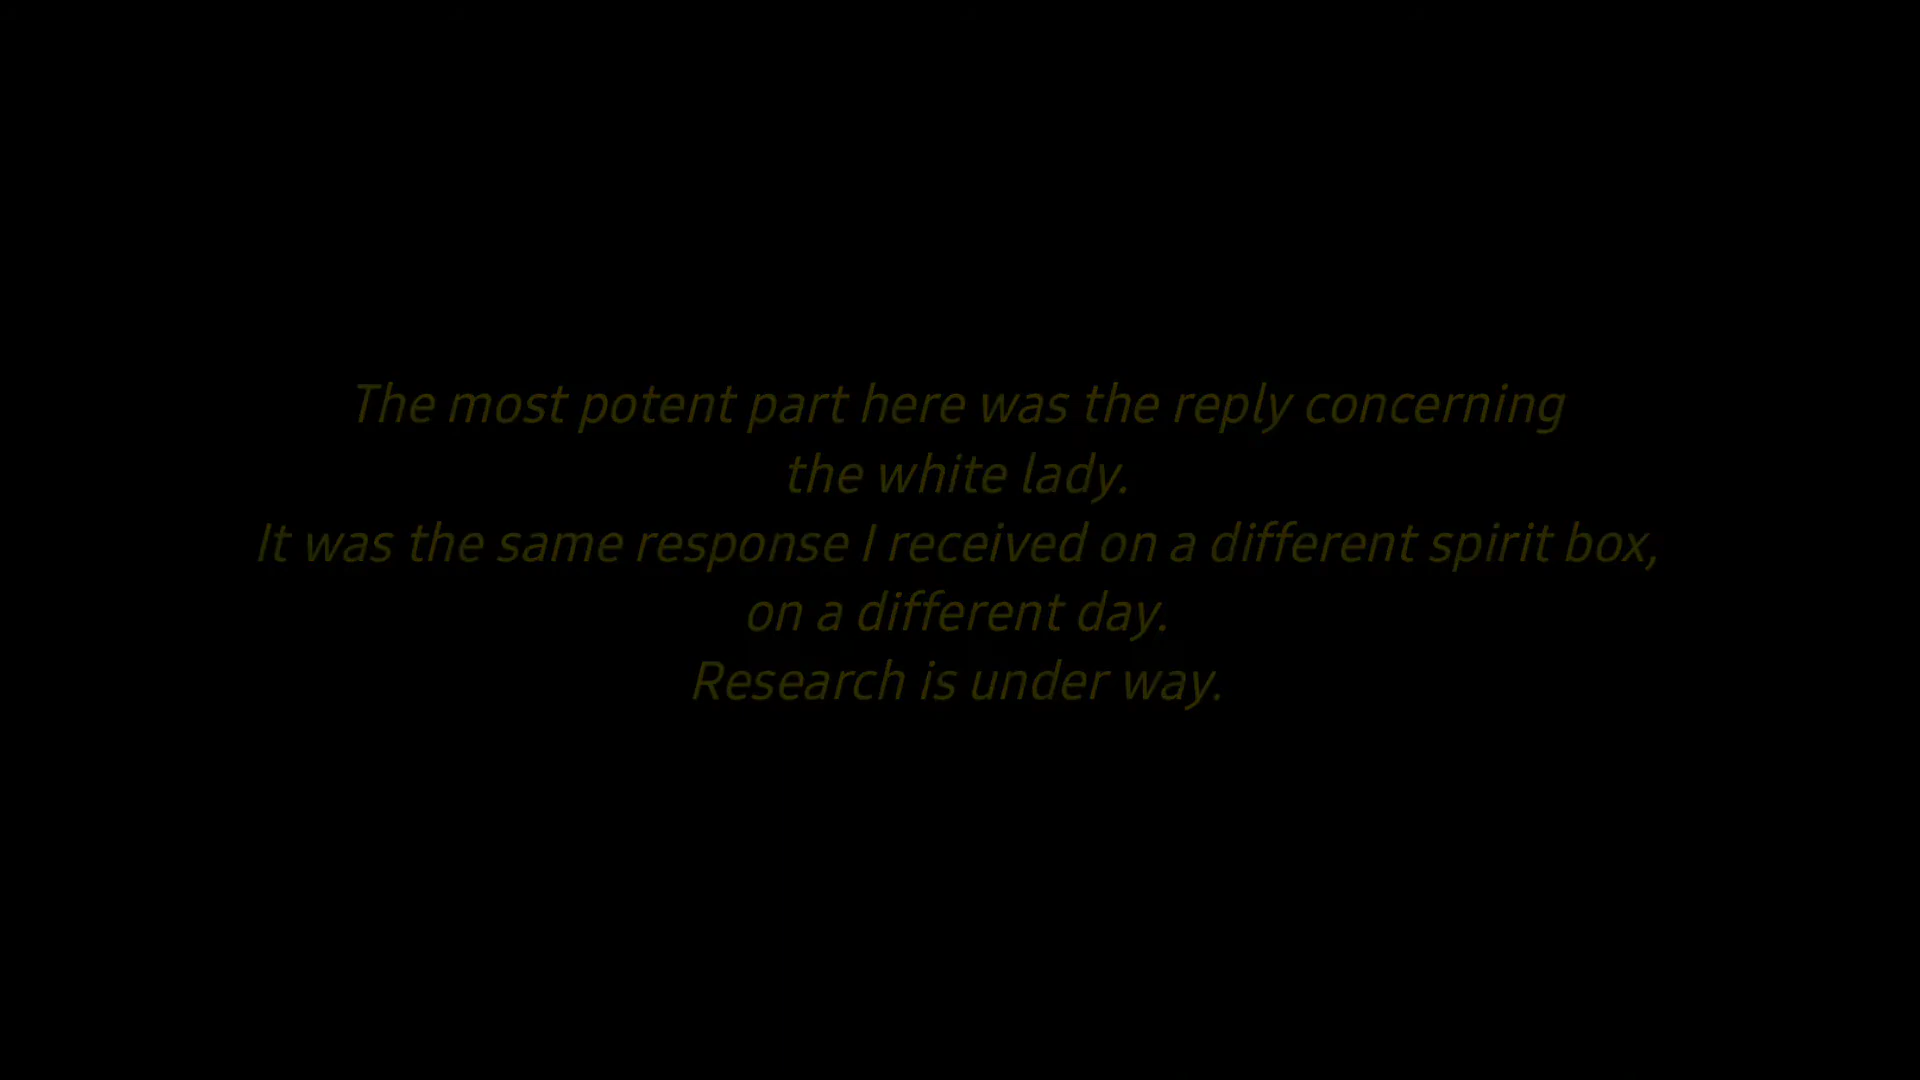 The most potent part here was the reply concerning
the white lady.
It was the same response I received on a different spirit box,
on a different day.
Research is under way.